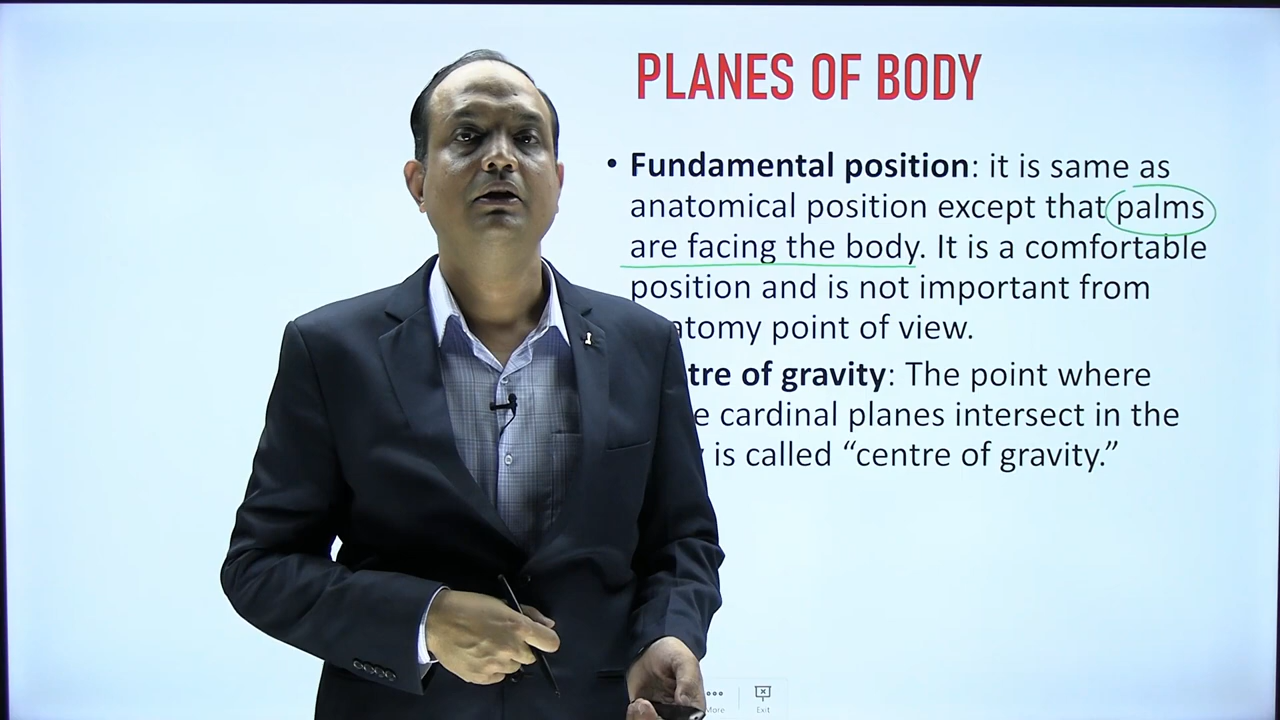 PLANES OF BODY
• Fundamental position: it is same as
anatomical position except that palms
are facing the body. It is a comfortable
position and is not important from
point of view.
of gravity: The point where
cardinal planes intersect in the
is called “centre of gravity.”
More
Exit